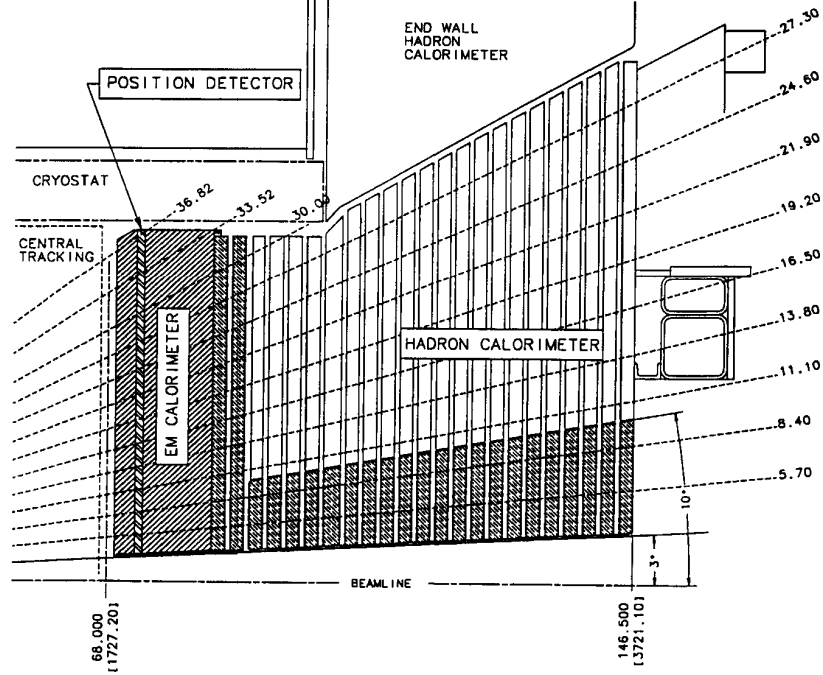 END WALL
HADRON
CALORIMETER
27.30
POSITION DETECTOR
24.60
21.90
CRYOSTAT
36.82
33.52
30.00
19.20
CENTRAL
TRACKING
16.50
EM CALORIMETER
HADRON CALORIMETER
13.80
11.10
8.40
5.70
10°
3°
BEAMLINE
68.000
[1727.20]
146.500
[3721.10]